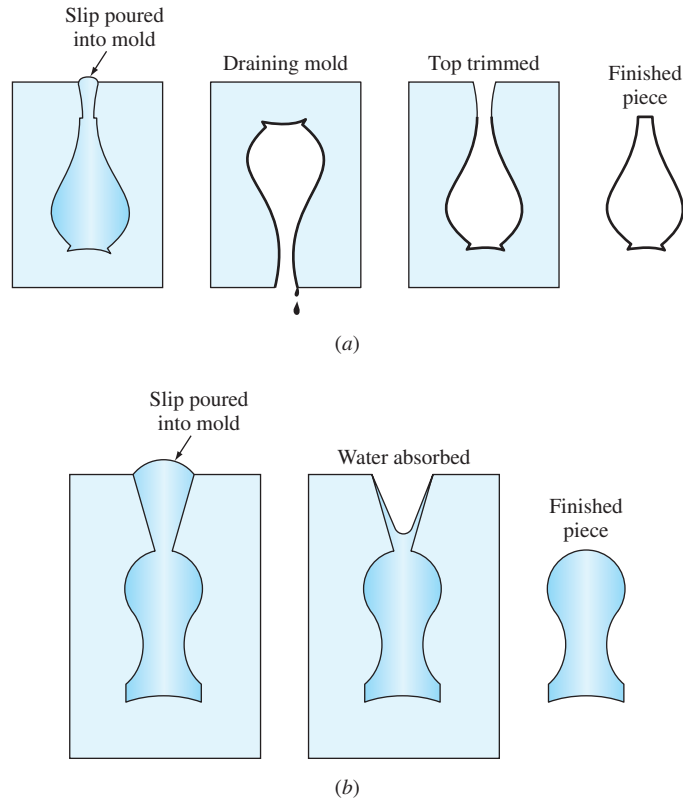 Slip poured
into mold
Draining mold
Top trimmed
Finished
piece
(a)
Slip poured
into mold
Water absorbed
Finished
piece
(b)